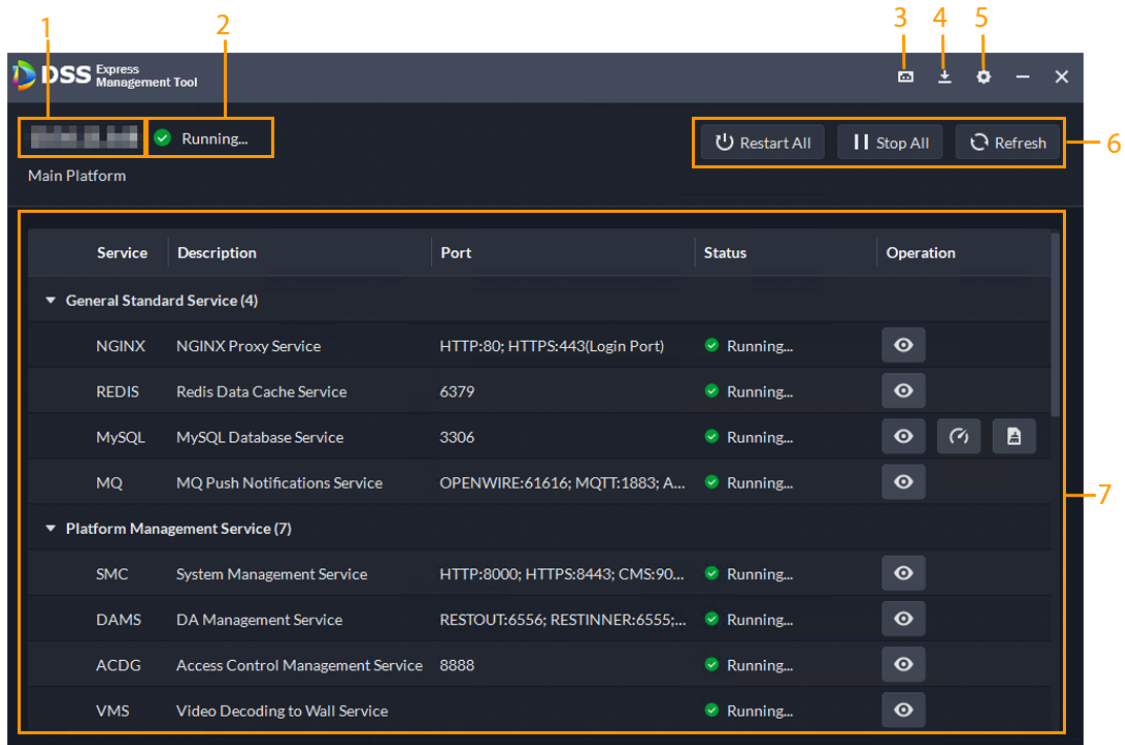 1
2
3
4
5
DSS Express Management Tool
Running...
Restart All
Stop All
Refresh
6
Main Platform
Service Description Port Status Operation
General Standard Service (4)
NGINX NGINX Proxy Service HTTP:80; HTTPS:443(Login Port) Running...
REDIS Redis Data Cache Service 6379 Running...
MySQL MySQL Database Service 3306 Running...
MQ MQ Push Notifications Service OPENWIRE:61616; MQTT:1883; A... Running...
7
Platform Management Service (7)
SMC System Management Service HTTP:8000; HTTPS:8443; CMS:90... Running...
DAMS DA Management Service RESTOUT:6556; RESTINNER:6555;... Running...
ACDG Access Control Management Service 8888 Running...
VMS Video Decoding to Wall Service Running...